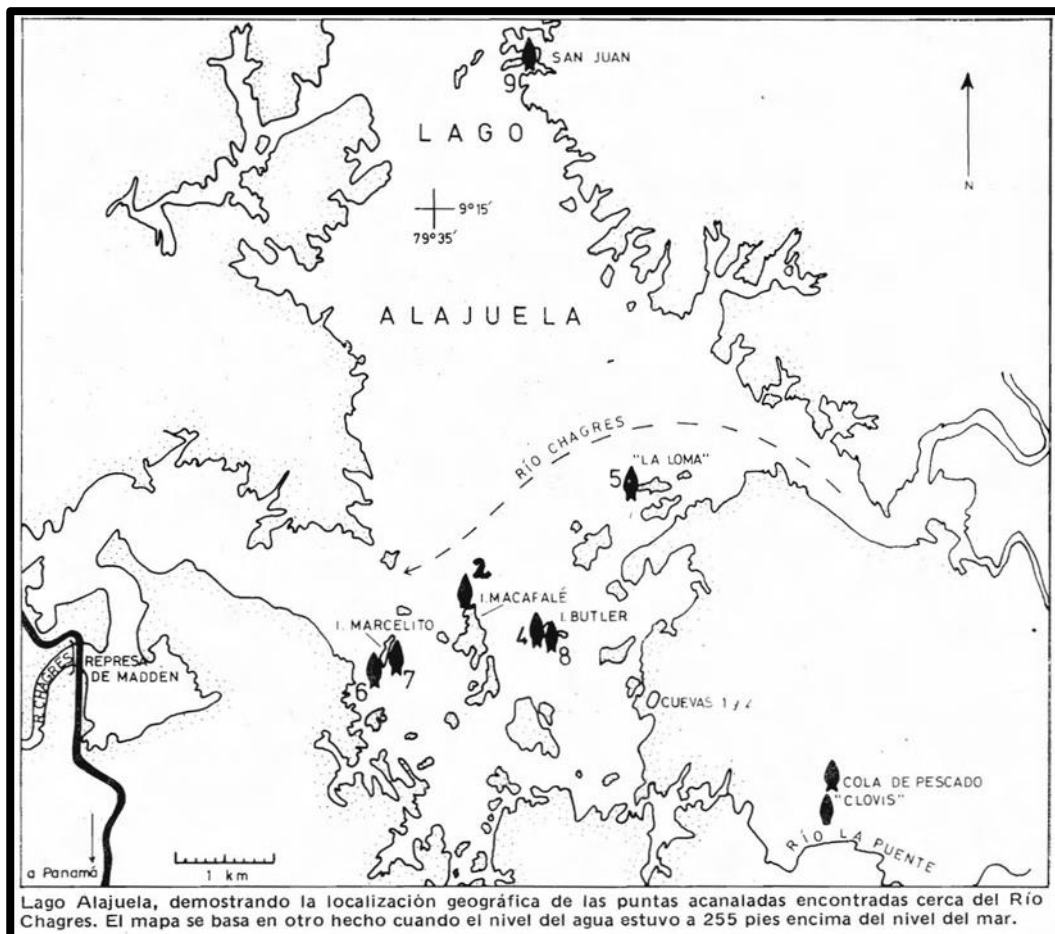 SAN JUAN
9
LAGO
9°15′
79°35′
ALAJUELA
RÍO CHAGRES
"LA LOMA"
5
2
I. MACAFALÉ
I. MARCELITO
I. BUTLER
4
8
6
7
R. CHAGRES
REPRESA
DE MADDEN
CUEVAS 1 y 2
COLA DE PESCADO
"CLOVIS"
RÍO LA PUENTE
a Panamá
1 km
N
Lago Alajuela, demostrando la localización geográfica de las puntas acanaladas encontradas cerca del Río
Chagres. El mapa se basa en otro hecho cuando el nivel del agua estuvo a 255 pies encima del nivel del mar.